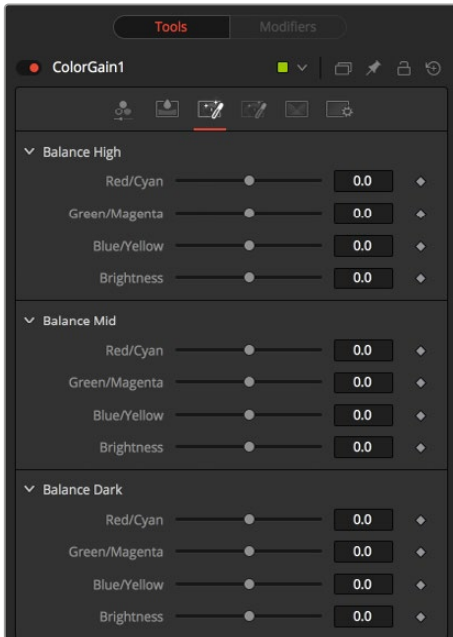 Tools Modifiers
ColorGain1
Balance High
Red/Cyan 0.0
Green/Magenta 0.0
Blue/Yellow 0.0
Brightness 0.0
Balance Mid
Red/Cyan 0.0
Green/Magenta 0.0
Blue/Yellow 0.0
Brightness 0.0
Balance Dark
Red/Cyan 0.0
Green/Magenta 0.0
Blue/Yellow 0.0
Brightness 0.0